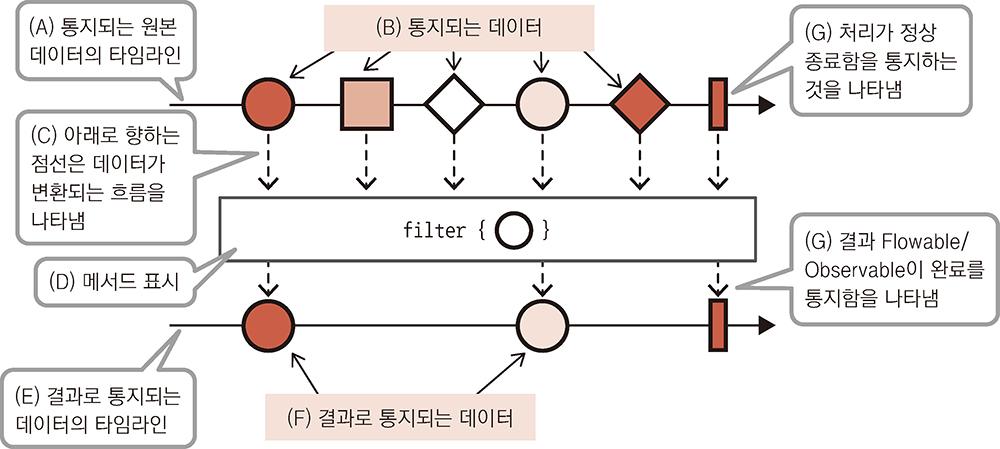 (A) 통지되는 원본
데이터의 타임라인
(B) 통지되는 데이터
(G) 처리가 정상
종료함을 통지하는
것을 나타냄
(C) 아래로 향하는
점선은 데이터가
변환되는 흐름을
나타냄
filter { }
(D) 메서드 표시
(G) 결과 Flowable/
Observable이 완료를
통지함을 나타냄
(E) 결과로 통지되는
데이터의 타임라인
(F) 결과로 통지되는 데이터